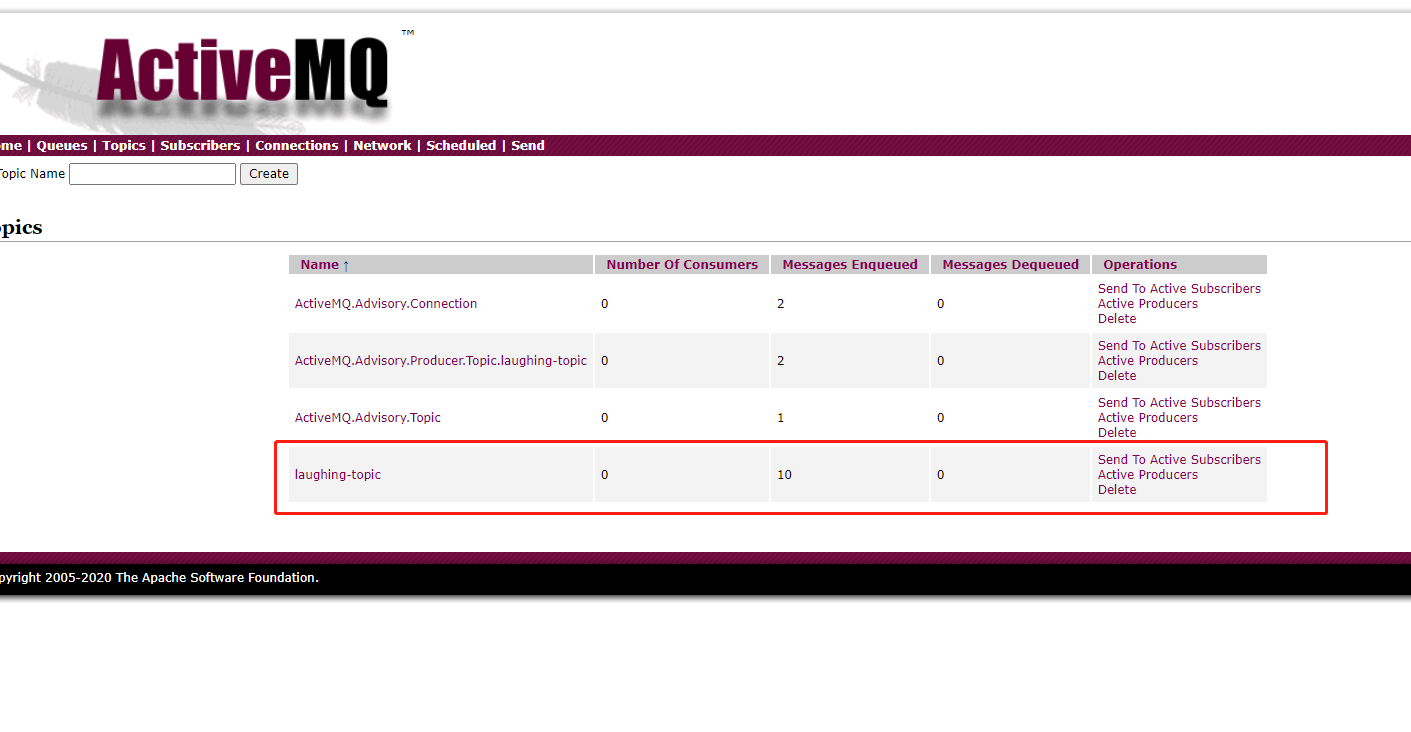 ActiveMQ™
me | Queues | Topics | Subscribers | Connections | Network | Scheduled | Send
Topic Name Create
pics
Name ↑ Number Of Consumers Messages Enqueued Messages Dequeued Operations
ActiveMQ.Advisory.Connection 0 2 0 Send To Active Subscribers
Active Producers
Delete
ActiveMQ.Advisory.Producer.Topic.laughing-topic 0 2 0 Send To Active Subscribers
Active Producers
Delete
ActiveMQ.Advisory.Topic 0 1 0 Send To Active Subscribers
Active Producers
Delete
laughing-topic 0 10 0 Send To Active Subscribers
Active Producers
Delete
pyright 2005-2020 The Apache Software Foundation.